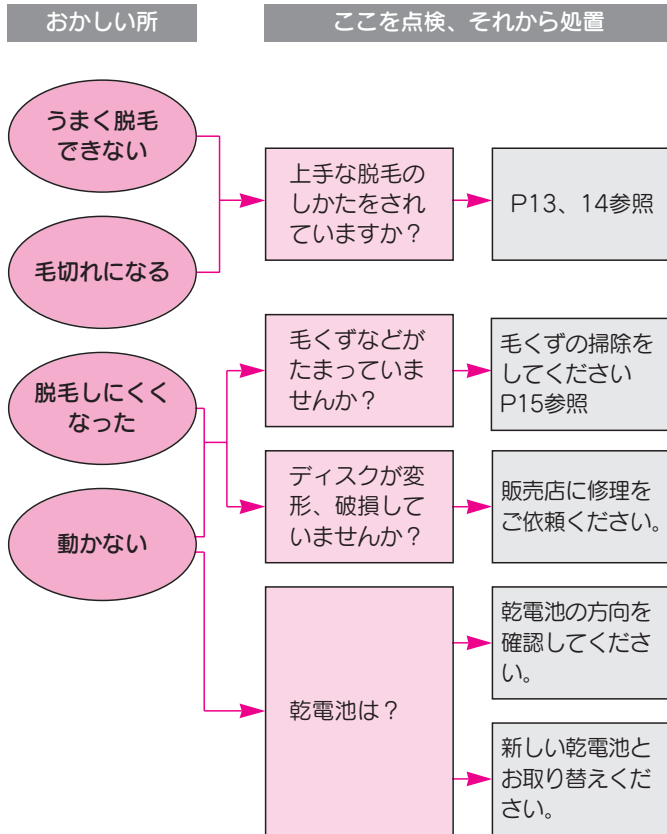 おかしい所
ここを点検、それから処置
うまく脱毛
できない
毛切れになる
上手な脱毛の
しかたをされ
ていますか？
P13、14参照
脱毛しにくく
なった
動かない
毛くずなどが
たまっていま
せんか？
毛くずの掃除を
してください
P15参照
ディスクが変
形、破損して
いませんか？
販売店に修理を
ご依頼ください。
乾電池は？
乾電池の方向を
確認してくださ
い。
新しい乾電池と
お取り替えくだ
さい。